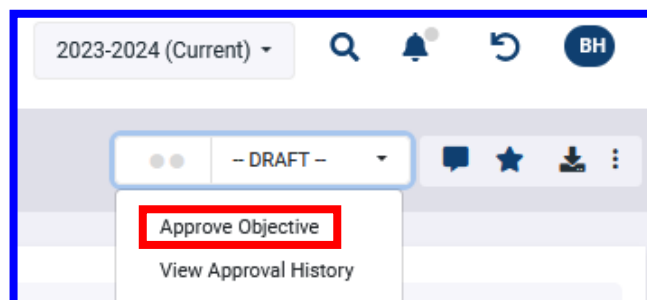 2023-2024 (Current)
BH
-- DRAFT --
Approve Objective
View Approval History